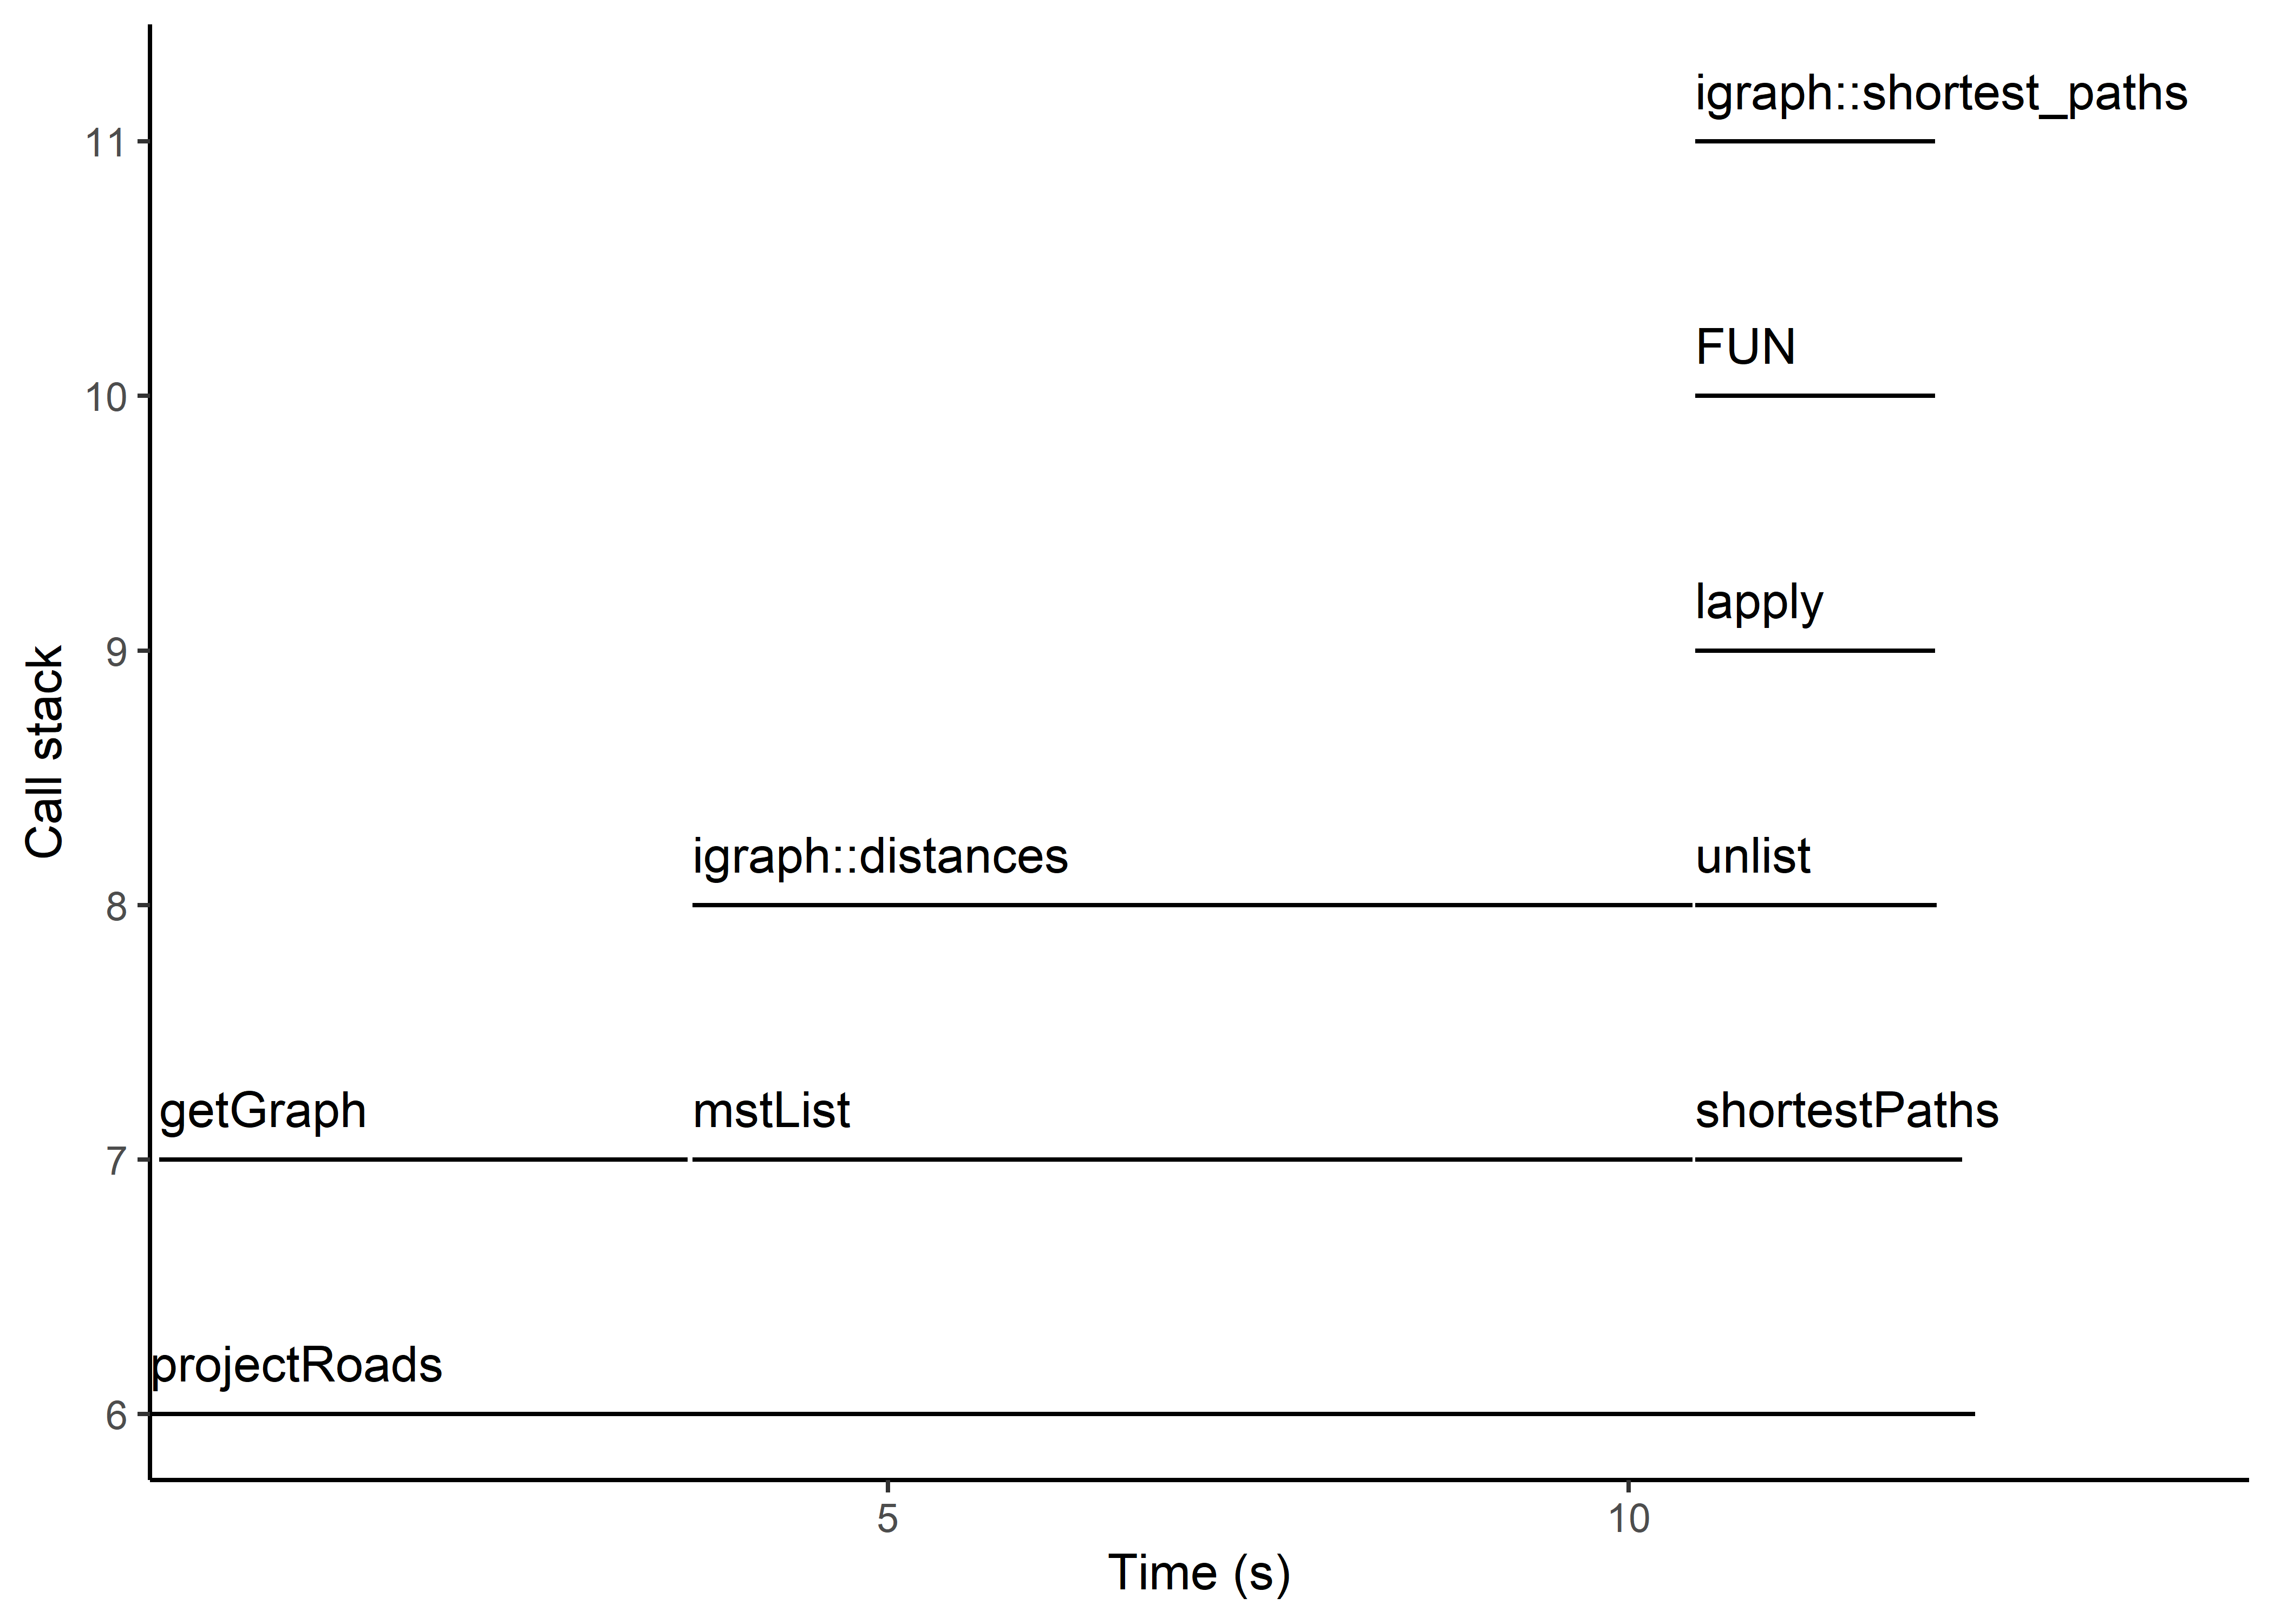 igraph::shortest_paths
11
FUN
10
lapply
9
igraph::distances
unlist
8
getGraph
mstList
shortestPaths
7
projectRoads
6
Call stack
5
10
Time (s)